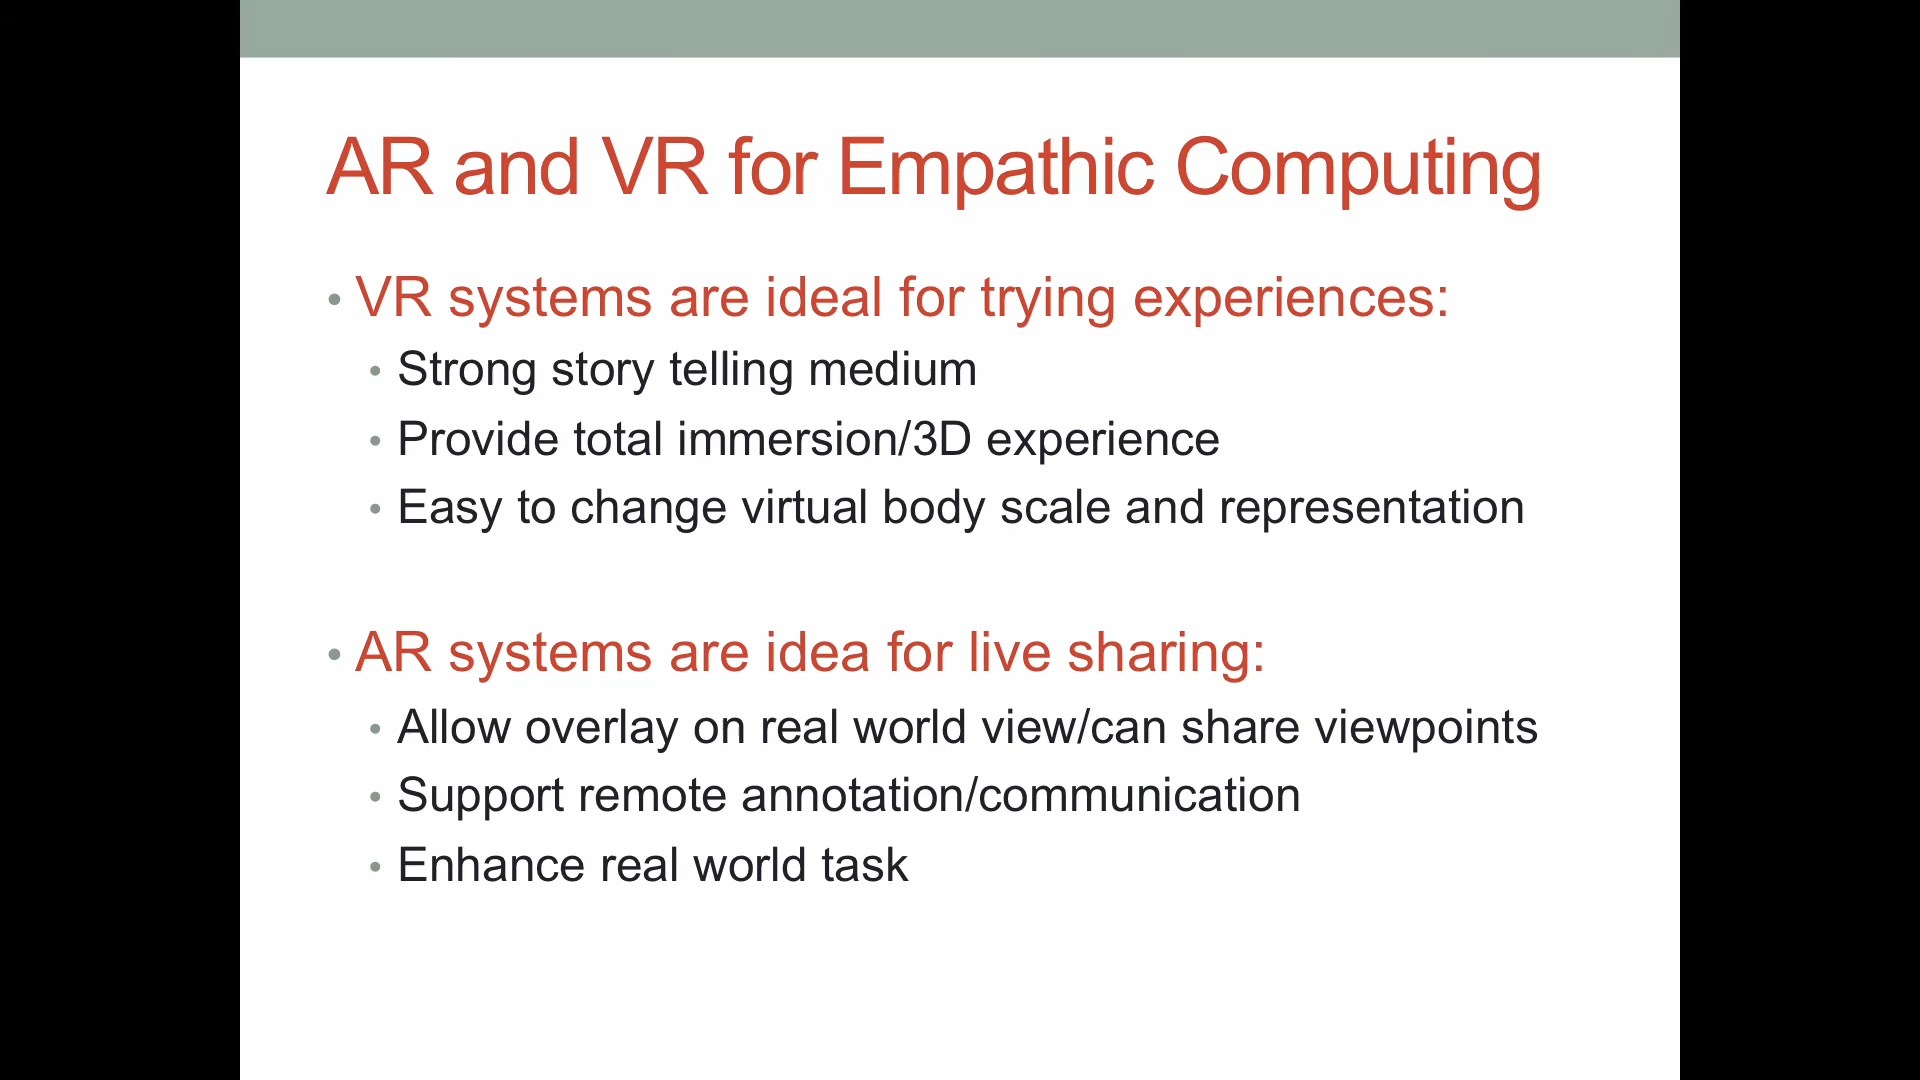 AR and VR for Empathic Computing
• VR systems are ideal for trying experiences:
• Strong story telling medium
• Provide total immersion/3D experience
• Easy to change virtual body scale and representation
• AR systems are idea for live sharing:
• Allow overlay on real world view/can share viewpoints
• Support remote annotation/communication
• Enhance real world task